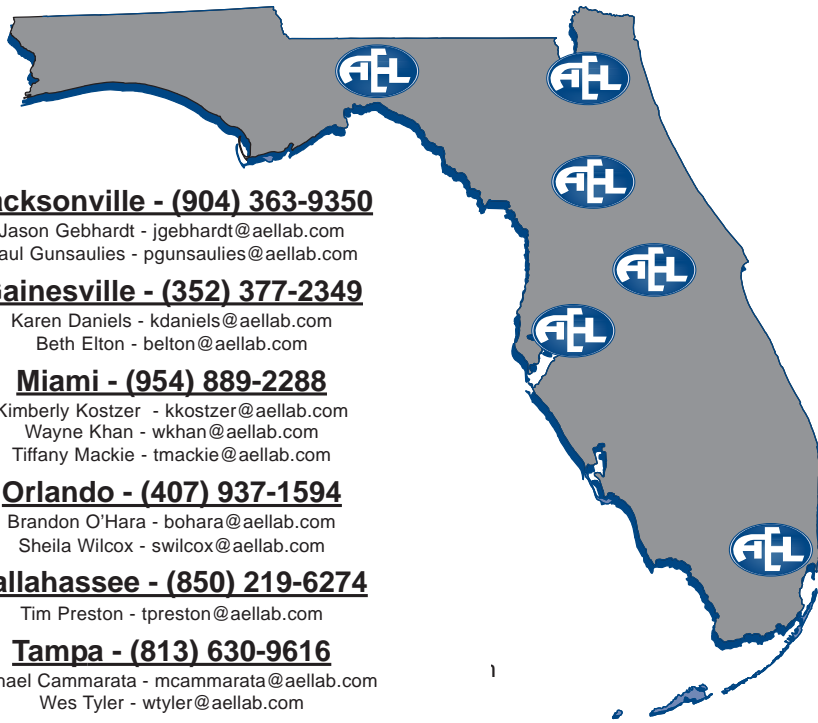 AEL
AEL
AEL
AEL
AEL
AEL
acksonville - (904) 363-9350
Jason Gebhardt - jgebhardt@aellab.com
aul Gunsaulies - pgunsaulies@aellab.com
ainesville - (352) 377-2349
Karen Daniels - kdaniels@aellab.com
Beth Elton - belton@aellab.com
Miami - (954) 889-2288
Kimberly Kostzer - kkostzer@aellab.com
Wayne Khan - wkhan@aellab.com
Tiffany Mackie - tmackie@aellab.com
Orlando - (407) 937-1594
Brandon O'Hara - bohara@aellab.com
Sheila Wilcox - swilcox@aellab.com
allahassee - (850) 219-6274
Tim Preston - tpreston@aellab.com
Tampa - (813) 630-9616
hael Cammarata - mcammarata@aellab.com
Wes Tyler - wtyler@aellab.com